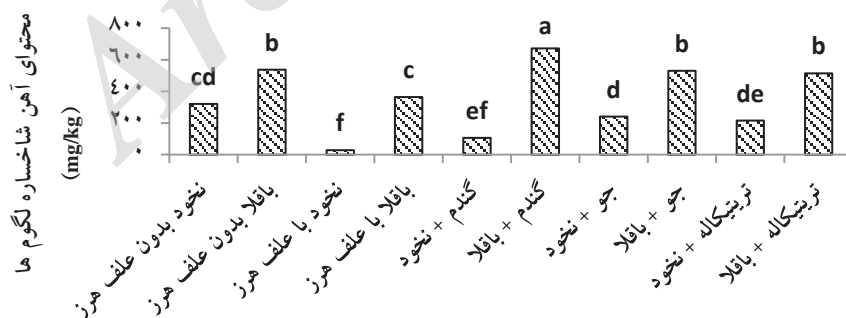 Ar
محتوای آهن شاخساره لگوم ها
(mg/kg)
۸۰۰
۶۰۰
۴۰۰
۲۰۰
۰
cd
b
f
c
ef
a
d
b
de
b
نخود بدون علف هرز
باقلا بدون علف هرز
نخود با علف هرز
باقلا با علف هرز
گندم + نخود
گندم + باقلا
جو + نخود
جو + باقلا
تریتیکاله + نخود
تریتیکاله + باقلا